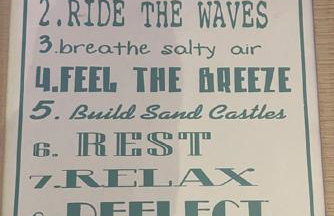 2. RIDE THE WAVES
3. breathe salty air
4. FEEL THE BREEZE
5. Build Sand Castles
6. REST
7. RELAX